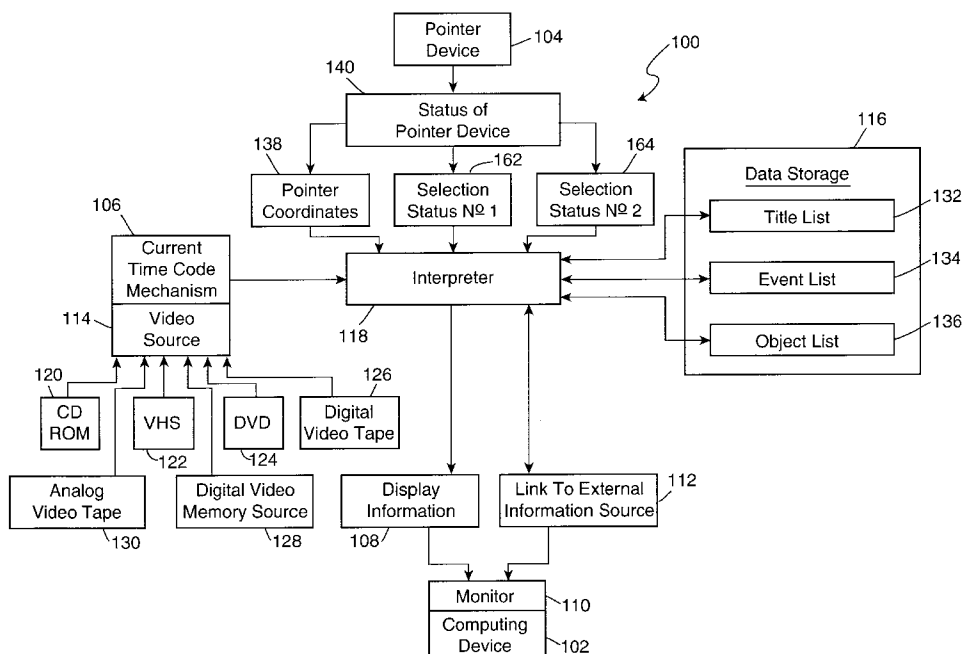 Pointer
Device
104
100
140
Status of
Pointer Device
138
162
164
116
Pointer
Coordinates
Selection
Status Nº 1
Selection
Status Nº 2
Data Storage
Title List
132
106
Current
Time Code
Mechanism
Interpreter
118
Event List
134
114
Video
Source
Object List
136
120
CD
ROM
VHS
122
DVD
124
126
Digital
Video Tape
Analog
Video Tape
130
Digital Video
Memory Source
128
Display
Information
108
Link To External
Information Source
112
Monitor
110
Computing
Device
102